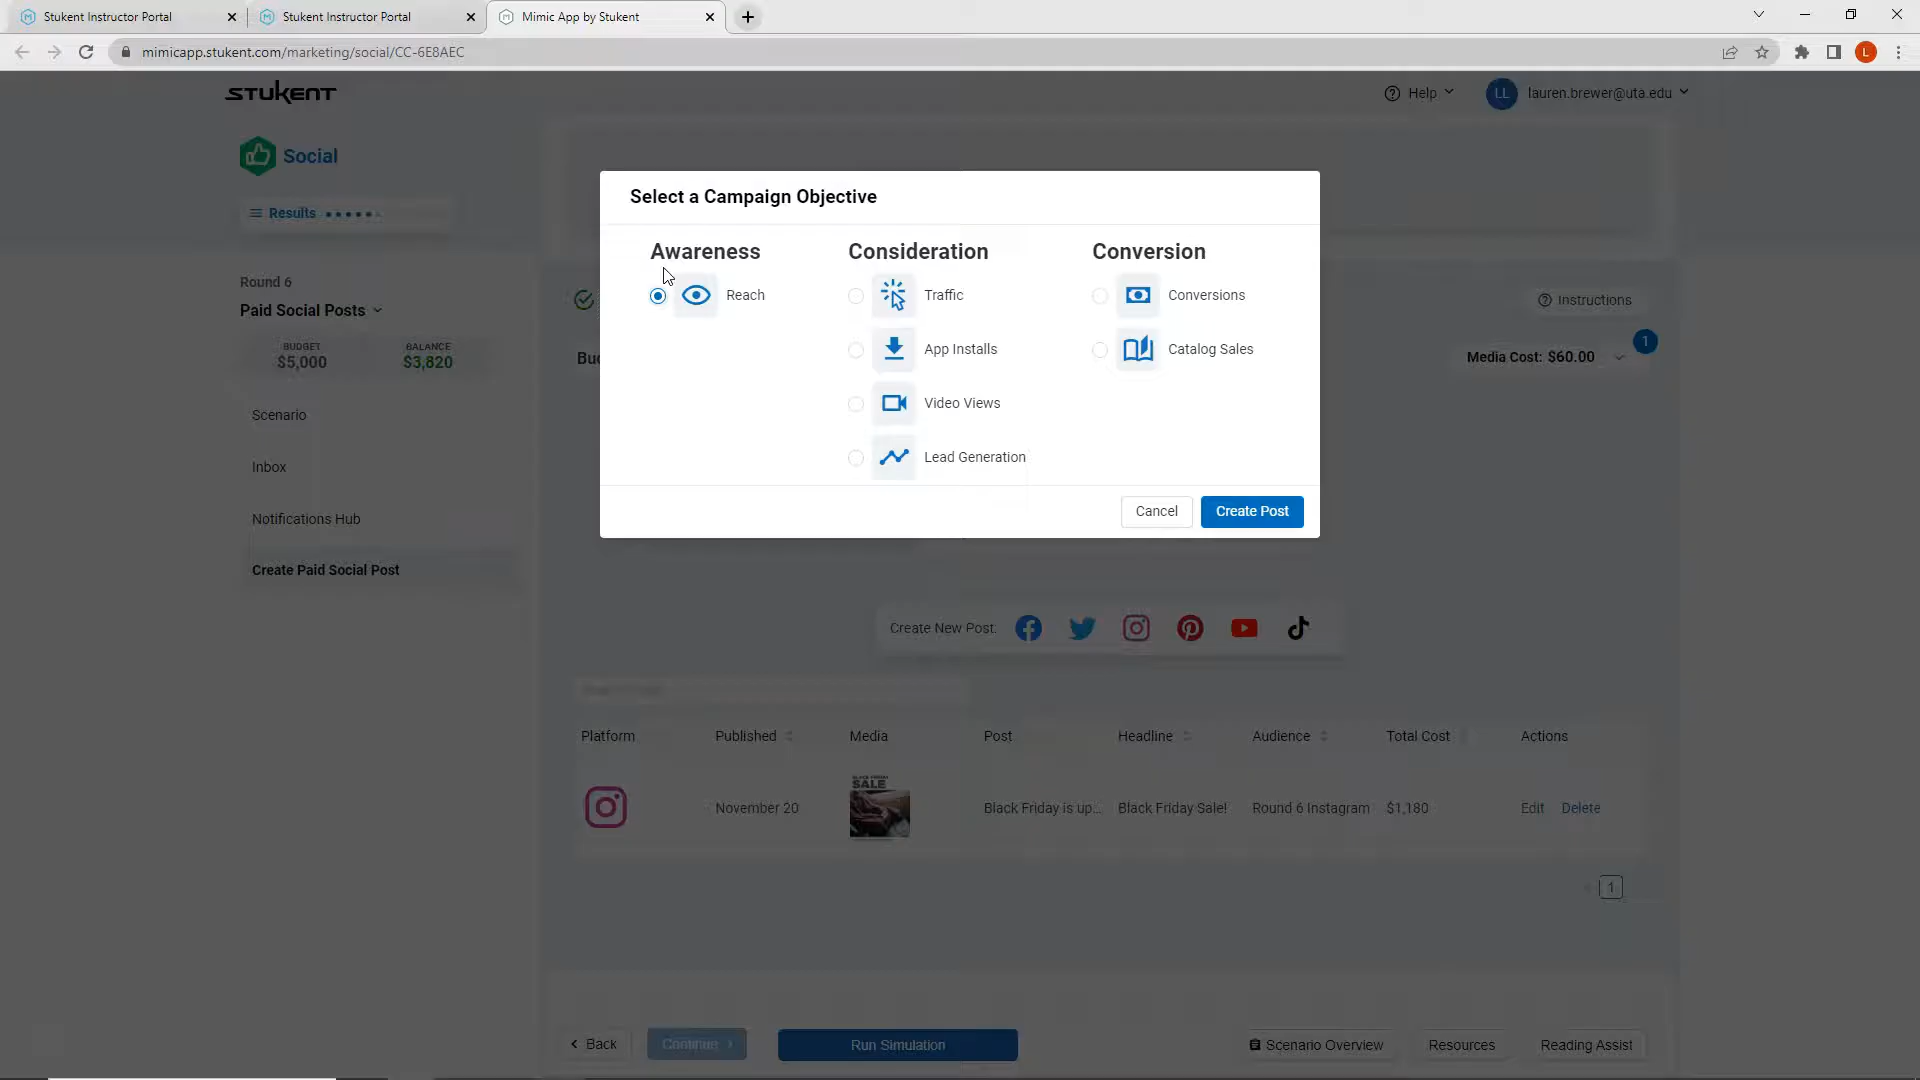 Stukent Instructor Portal
Stukent Instructor Portal
Mimic App by Stukent
mimicapp.stukent.com/marketing/social/CC-6E8AEC
L
STUKENT
Help
LL
lauren.brewer@uta.edu
Social
Results
Round 6
Paid Social Posts
BUDGET
$5,000
BALANCE
$3,820
Scenario
Inbox
Notifications Hub
Create Paid Social Post
Select a Campaign Objective
Awareness
Reach
Consideration
Traffic
App Installs
Video Views
Lead Generation
Conversion
Conversions
Catalog Sales
Cancel
Create Post
Instructions
Media Cost: $60.00
1
Create New Post.
Platform Published Media Post Headline Audience Total Cost Actions
BLACK FRIDAY
SALE
November 20 Black Friday is up... Black Friday Sale! Round 6 Instagram $1,180 Edit Delete
1
Back
Continue
Run Simulation
Scenario Overview
Resources
Reading Assist